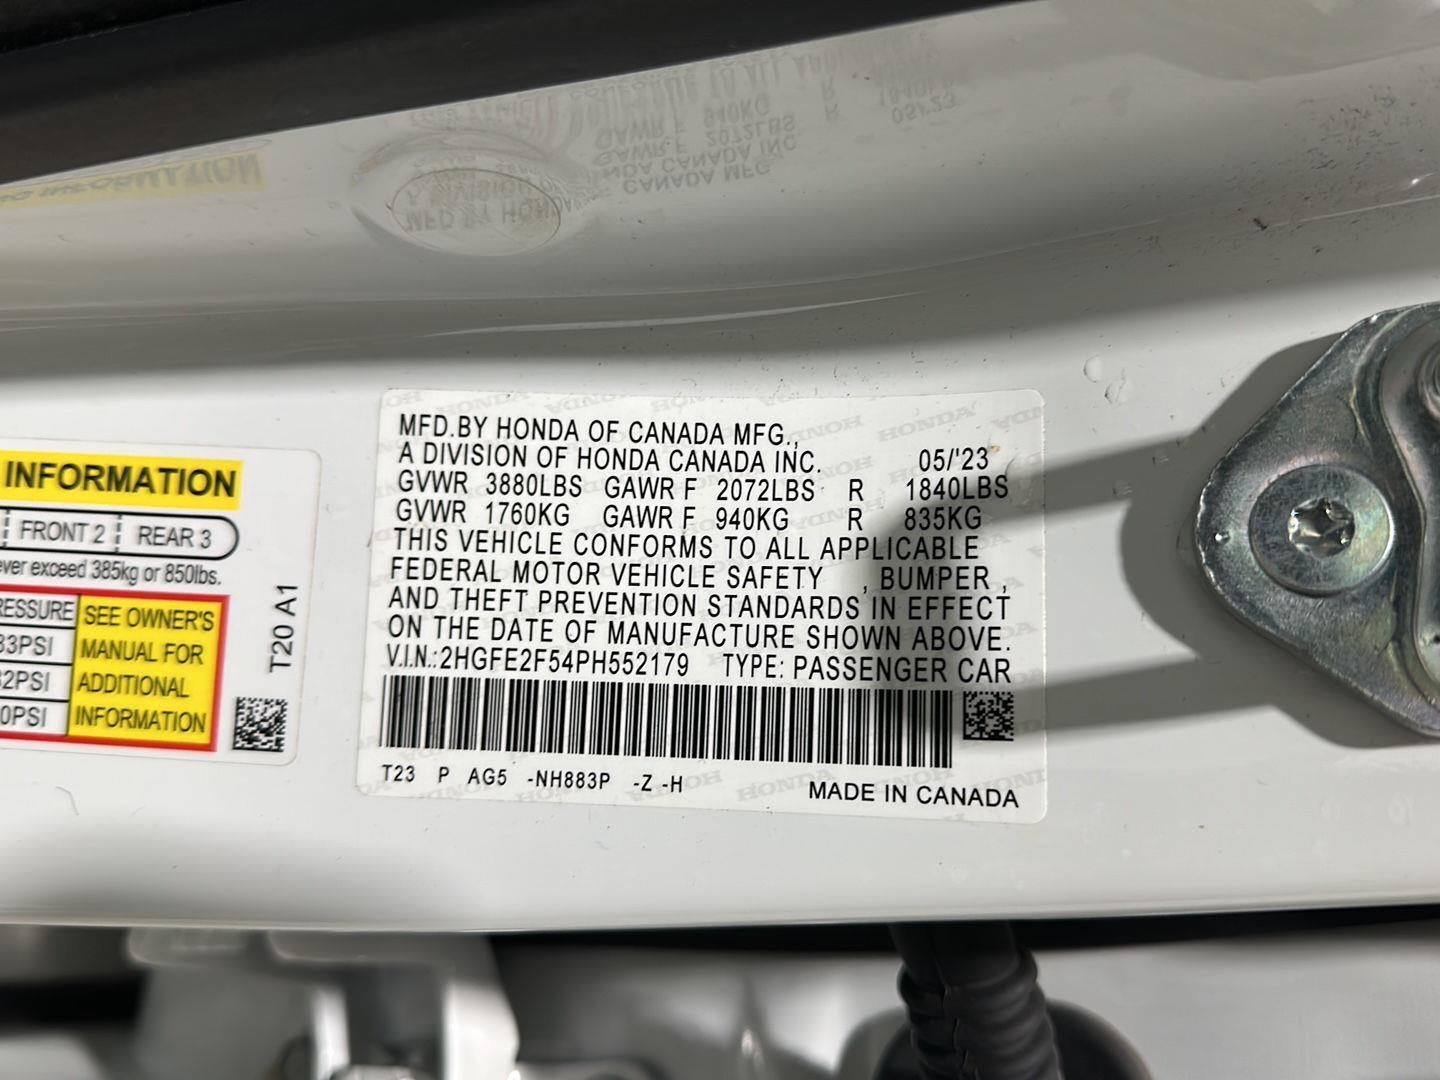 INFORMATION
FRONT 2 REAR 3
ever exceed 385kg or 850lbs.
RESSURE
33PSI
32PSI
0PSI
SEE OWNER'S
MANUAL FOR
ADDITIONAL
INFORMATION
T20 A1
MFD.BY HONDA OF CANADA MFG.,
A DIVISION OF HONDA CANADA INC. 05/'23
GVWR 3880LBS GAWR F 2072LBS R 1840LBS
GVWR 1760KG GAWR F 940KG R 835KG
THIS VEHICLE CONFORMS TO ALL APPLICABLE
FEDERAL MOTOR VEHICLE SAFETY , BUMPER ,
AND THEFT PREVENTION STANDARDS IN EFFECT
ON THE DATE OF MANUFACTURE SHOWN ABOVE.
V.I.N.:2HGFE2F54PH552179 TYPE: PASSENGER CAR
T23 P AG5 -NH883P -Z -H
MADE IN CANADA